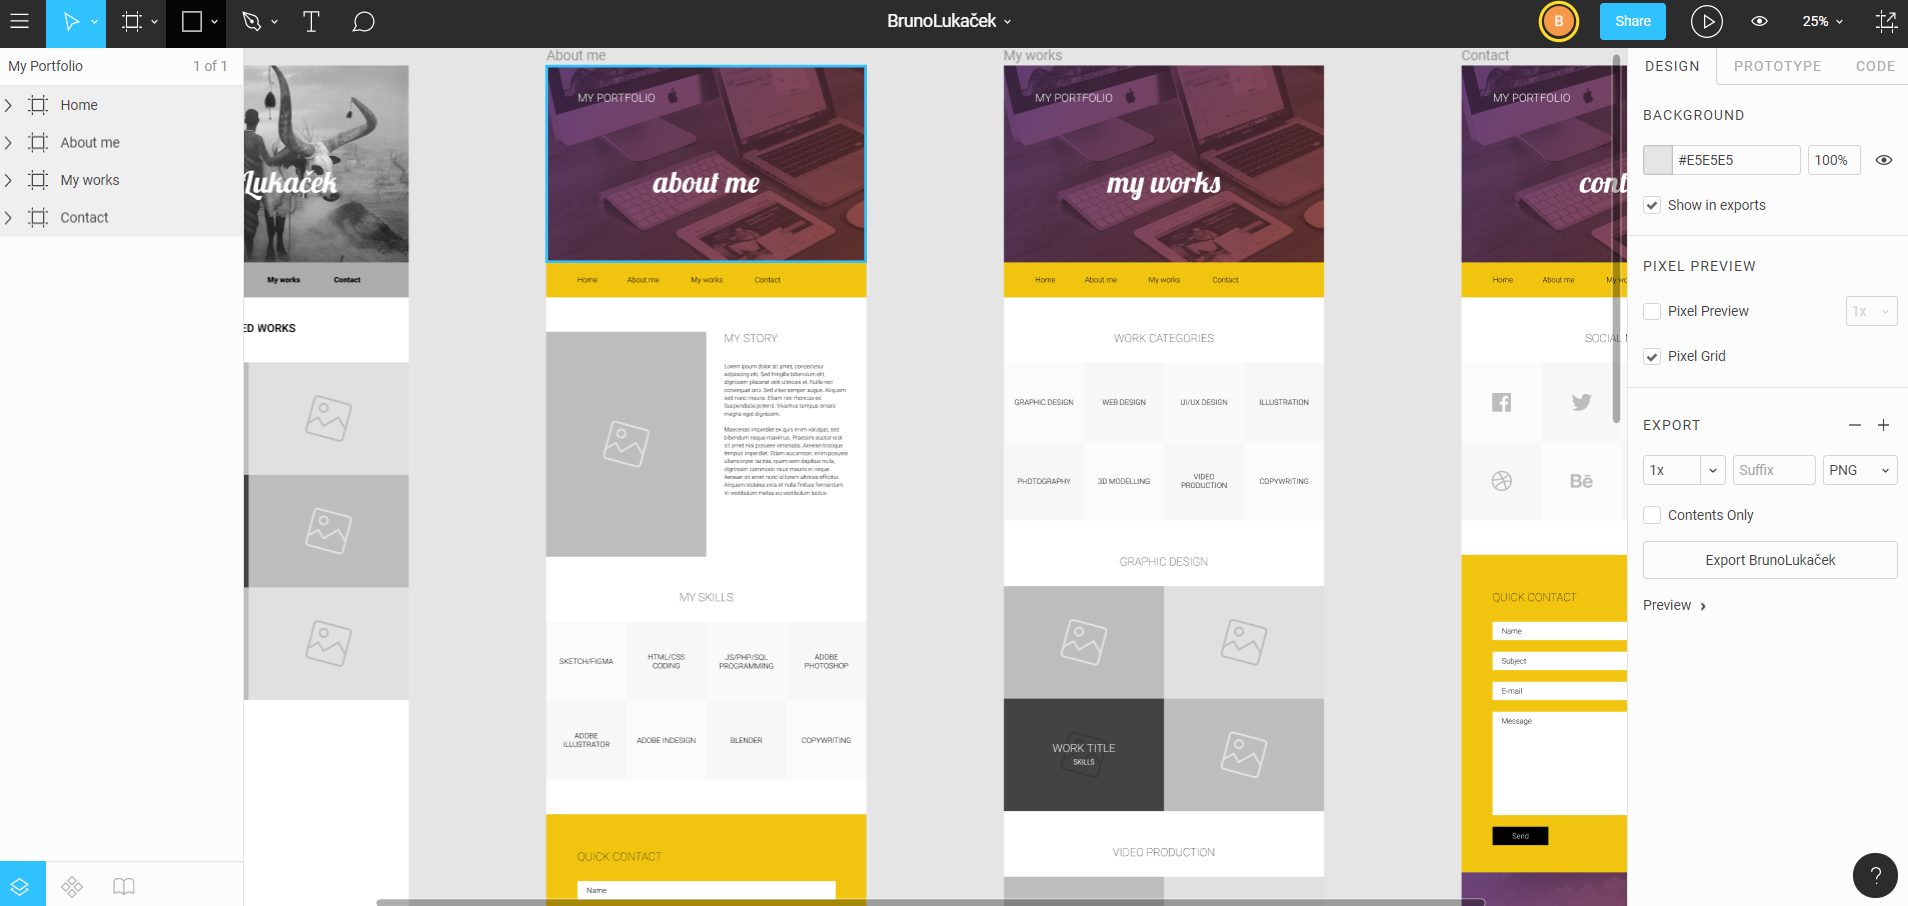 BrunoLukaček
B
Share
25%
My Portfolio
1 of 1
Home
About me
My works
Contact
Lukaček
My works
Contact
ED WORKS
About me
MY PORTFOLIO
about me
Home
About me
My works
Contact
MY STORY
Lorem ipsum dolor sit amet, consectetur
adipiscing elit. Sed fringilla bibendum elit,
dignissim placerat velit ultricies et. Nulla nec
consequat orci. Sed vitae semper augue. Aliquam
sed nunc mauris. Etiam nec rhoncus ex.
Suspendisse potenti. Vivamus tempus ornare
magna eget dignissim.
Maecenas imperdiet ex quis enim volutpat, sed
bibendum neque maximus. Praesent auctor erat
sit amet nisi posuere venenatis. Aenean tristique
tempus imperdiet. Etiam accumsan, enim posuere
ullamcorper lacinia, quam sem dapibus nulla,
dignissim commodo risus mauris et neque.
Aenean sit amet nunc id lorem ultrices efficitur.
Aliquam sodales eros et nulla finibus fermentum.
In vestibulum metus eu vestibulum luctus.
MY SKILLS
SKETCH/FIGMA
HTML/CSS
CODING
JS/PHP/SQL
PROGRAMMING
ADOBE
PHOTOSHOP
ADOBE
ILLUSTRATOR
ADOBE INDESIGN
BLENDER
COPYWRITING
QUICK CONTACT
Name
My works
MY PORTFOLIO
my works
Home
About me
My works
Contact
WORK CATEGORIES
GRAPHIC DESIGN
WEB DESIGN
UI/UX DESIGN
ILLUSTRATION
PHOTOGRAPHY
3D MODELLING
VIDEO
PRODUCTION
COPYWRITING
GRAPHIC DESIGN
WORK TITLE
SKILLS
VIDEO PRODUCTION
Contact
MY PORTFOLIO
cont
Home
About me
My wo
SOCIAL
Bē
QUICK CONTACT
Name
Subject
E-mail
Message
Send
DESIGN
PROTOTYPE
CODE
BACKGROUND
#E5E5E5
100%
Show in exports
PIXEL PREVIEW
Pixel Preview
1x
Pixel Grid
EXPORT
1x
Suffix
PNG
Contents Only
Export BrunoLukaček
Preview
?